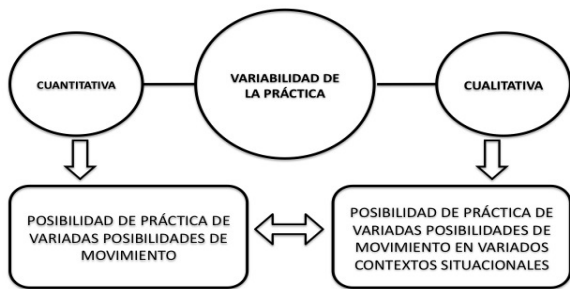 CUANTITATIVA
VARIABILIDAD DE
LA PRÁCTICA
CUALITATIVA
POSIBILIDAD DE PRÁCTICA DE
VARIADAS POSIBILIDADES DE
MOVIMIENTO
POSIBILIDAD DE PRÁCTICA DE
VARIADAS POSIBILIDADES DE
MOVIMIENTO EN VARIADOS
CONTEXTOS SITUACIONALES